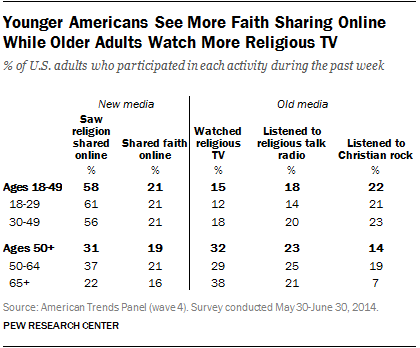 Younger Americans See More Faith Sharing Online
While Older Adults Watch More Religious TV
% of U.S. adults who participated in each activity during the past week
New media Old media
Saw religion shared online Shared faith online Watched religious TV Listened to religious talk radio Listened to Christian rock
% % % % %
Ages 18-49 58 21 15 18 22
18-29 61 21 12 14 21
30-49 56 21 18 20 23
Ages 50+ 31 19 32 23 14
50-64 37 21 29 25 19
65+ 22 16 38 21 7
Source: American Trends Panel (wave 4). Survey conducted May 30-June 30, 2014.
PEW RESEARCH CENTER